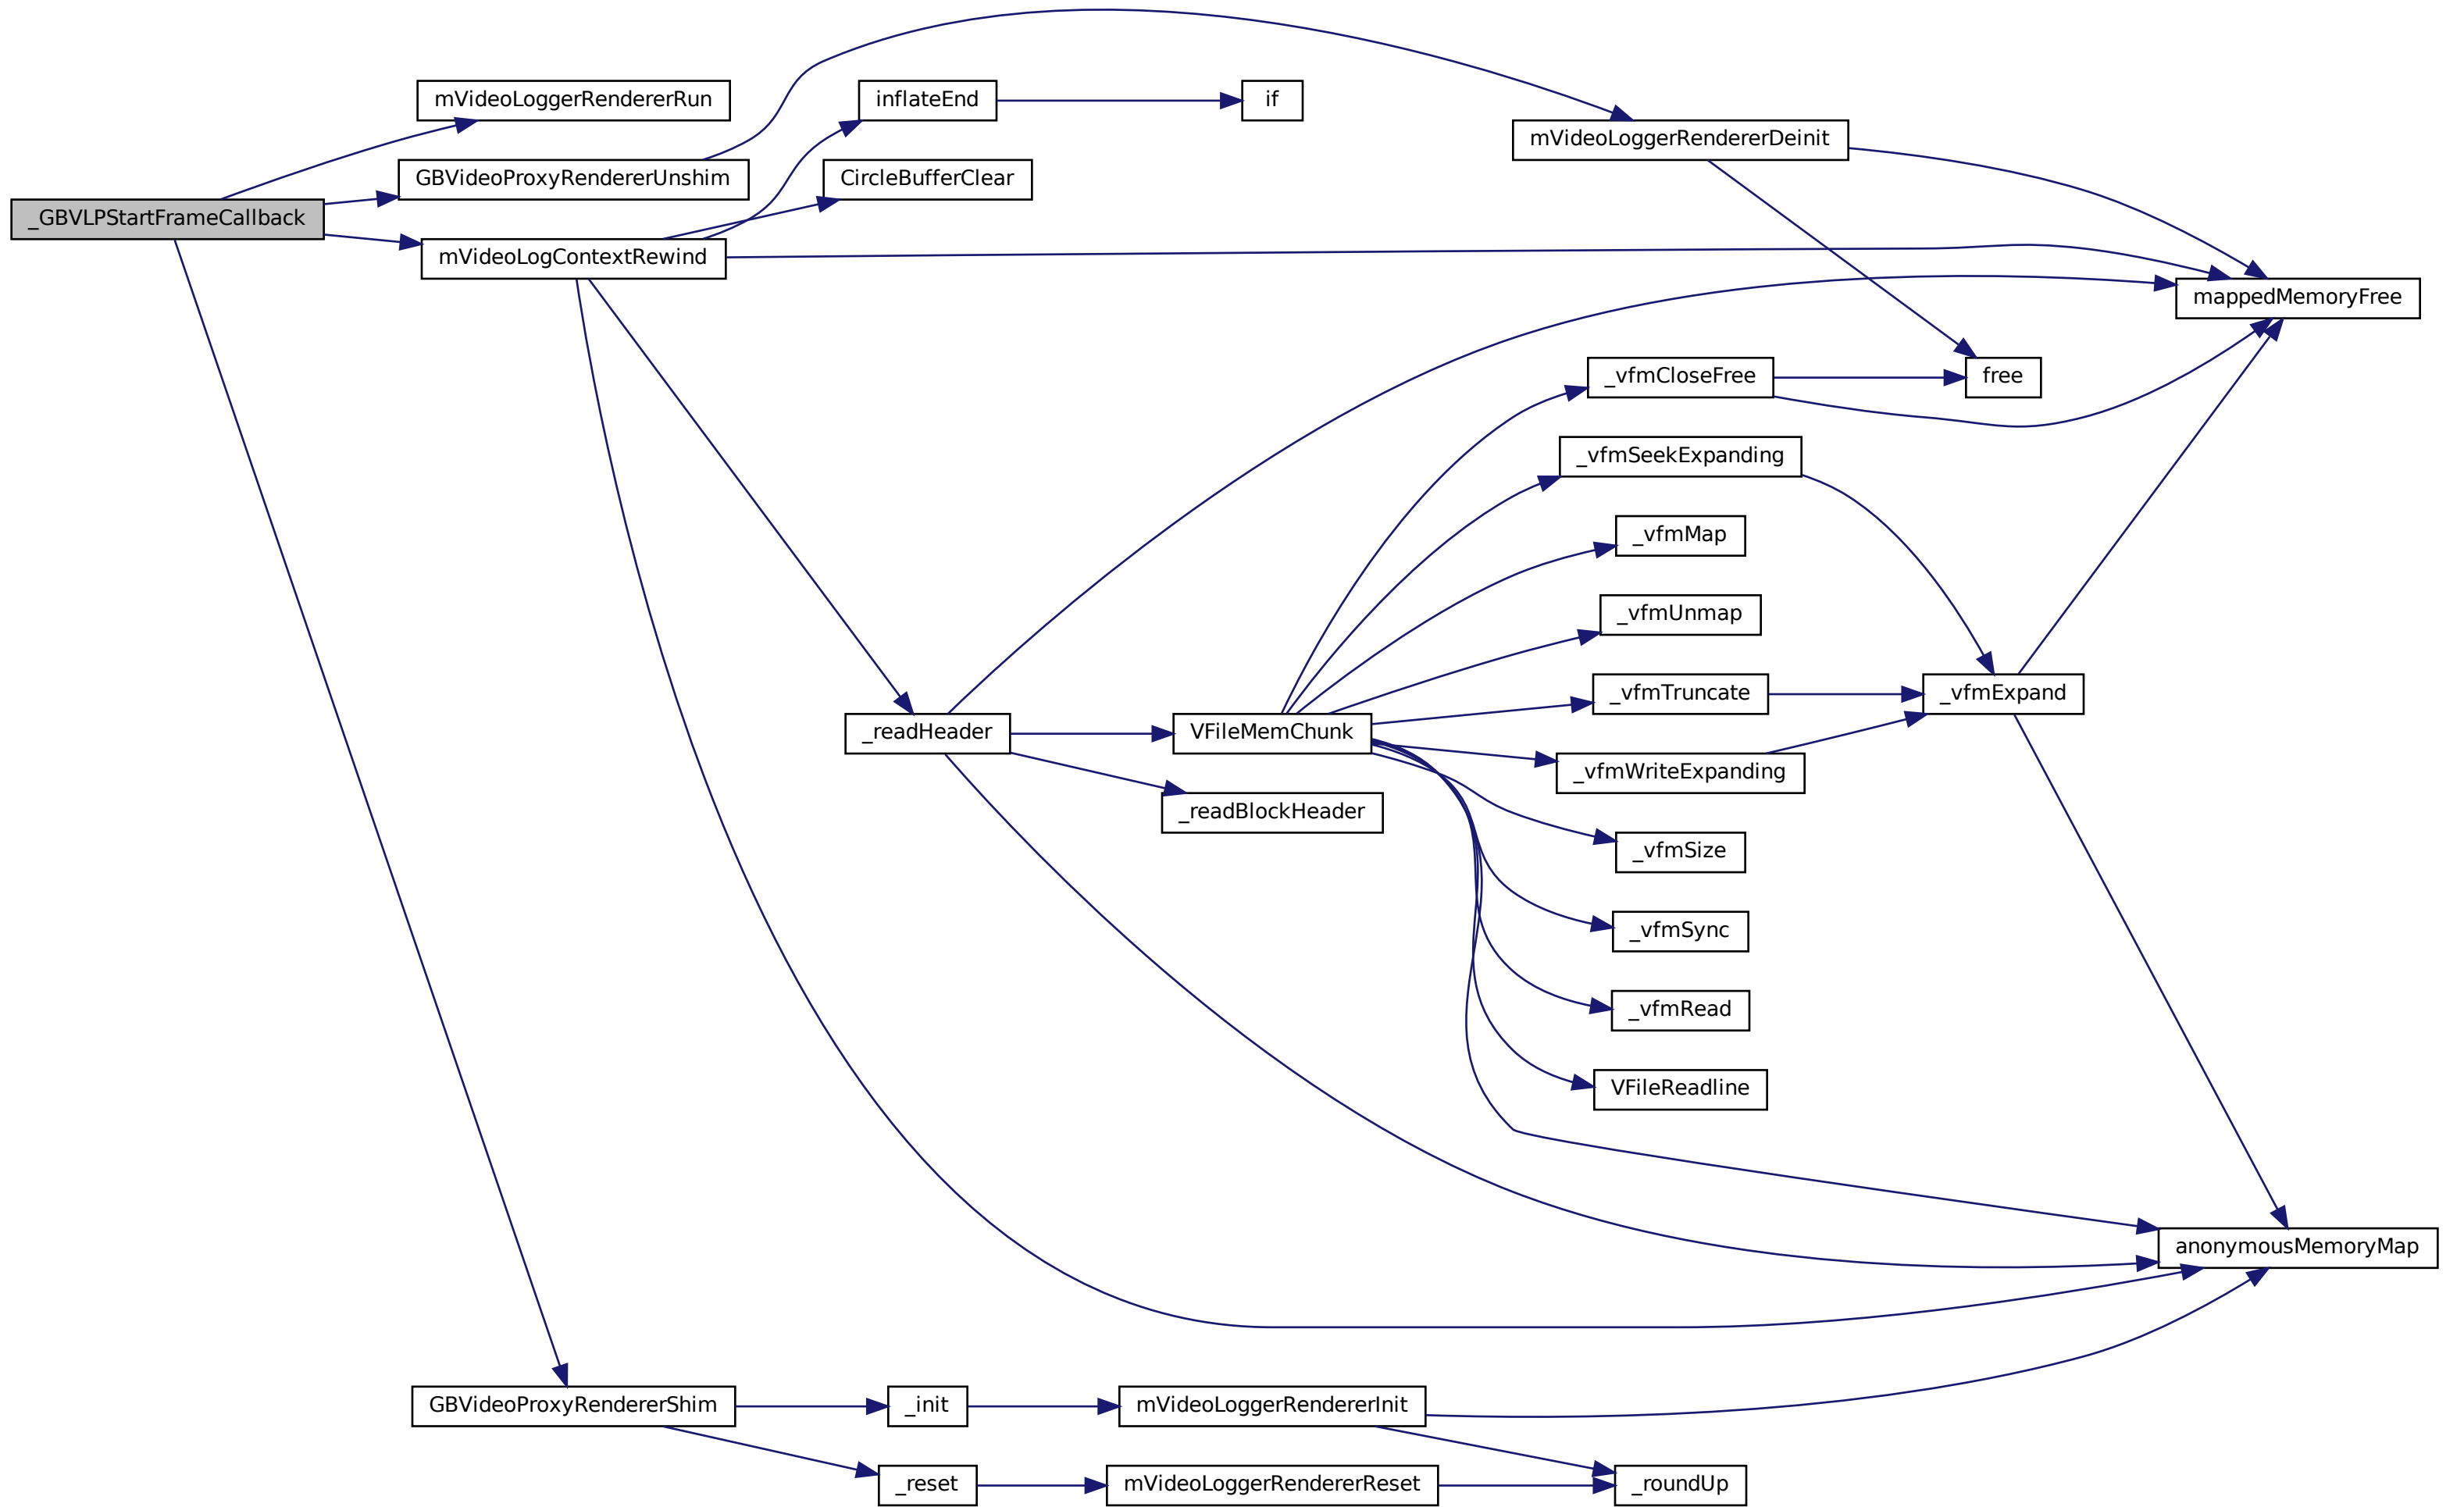 mVideoLoggerRendererRun
inflateEnd
if
mVideoLoggerRendererDeinit
GBVideoProxyRendererUnshim
CircleBufferClear
_GBVLPStartFrameCallback
mVideoLogContextRewind
mappedMemoryFree
_vfmCloseFree
free
_vfmSeekExpanding
_vfmMap
_vfmUnmap
_vfmTruncate
_vfmExpand
_readHeader
VFileMemChunk
_vfmWriteExpanding
_readBlockHeader
_vfmSize
_vfmSync
_vfmRead
VFileReadline
anonymousMemoryMap
GBVideoProxyRendererShim
_init
mVideoLoggerRendererInit
_reset
mVideoLoggerRendererReset
_roundUp